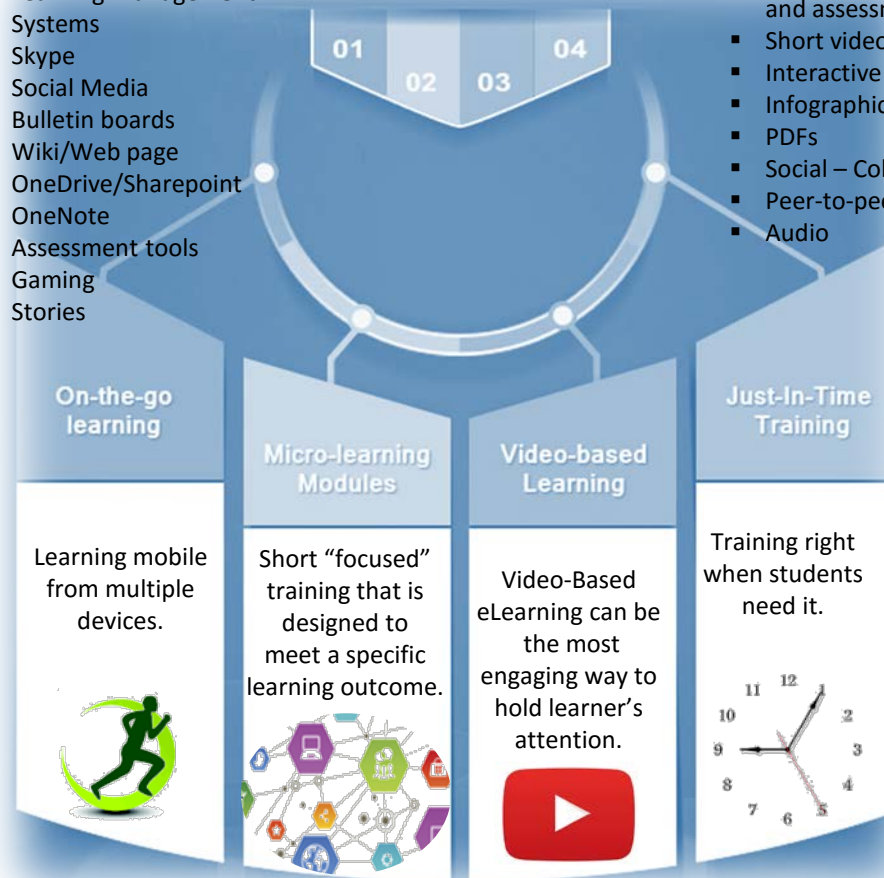 Systems
Skype
Social Media
Bulletin boards
Wiki/Web page
OneDrive/Sharepoint
OneNote
Assessment tools
Gaming
Stories
and
Short
Interactive
PDFs
Social –
Audio
01
02
03
04
On-the-go
learning
Learning mobile
from multiple
devices.
Micro-learning
Modules
Short “focused”
training that is
designed to
meet a specific
learning outcome.
Video-based
Learning
Video-Based
eLearning can be
the most
engaging way to
hold learner’s
attention.
Just-In-Time
Training
Training right
when students
need it.
12
1
2
3
4
5
6
7
8
9
10
11